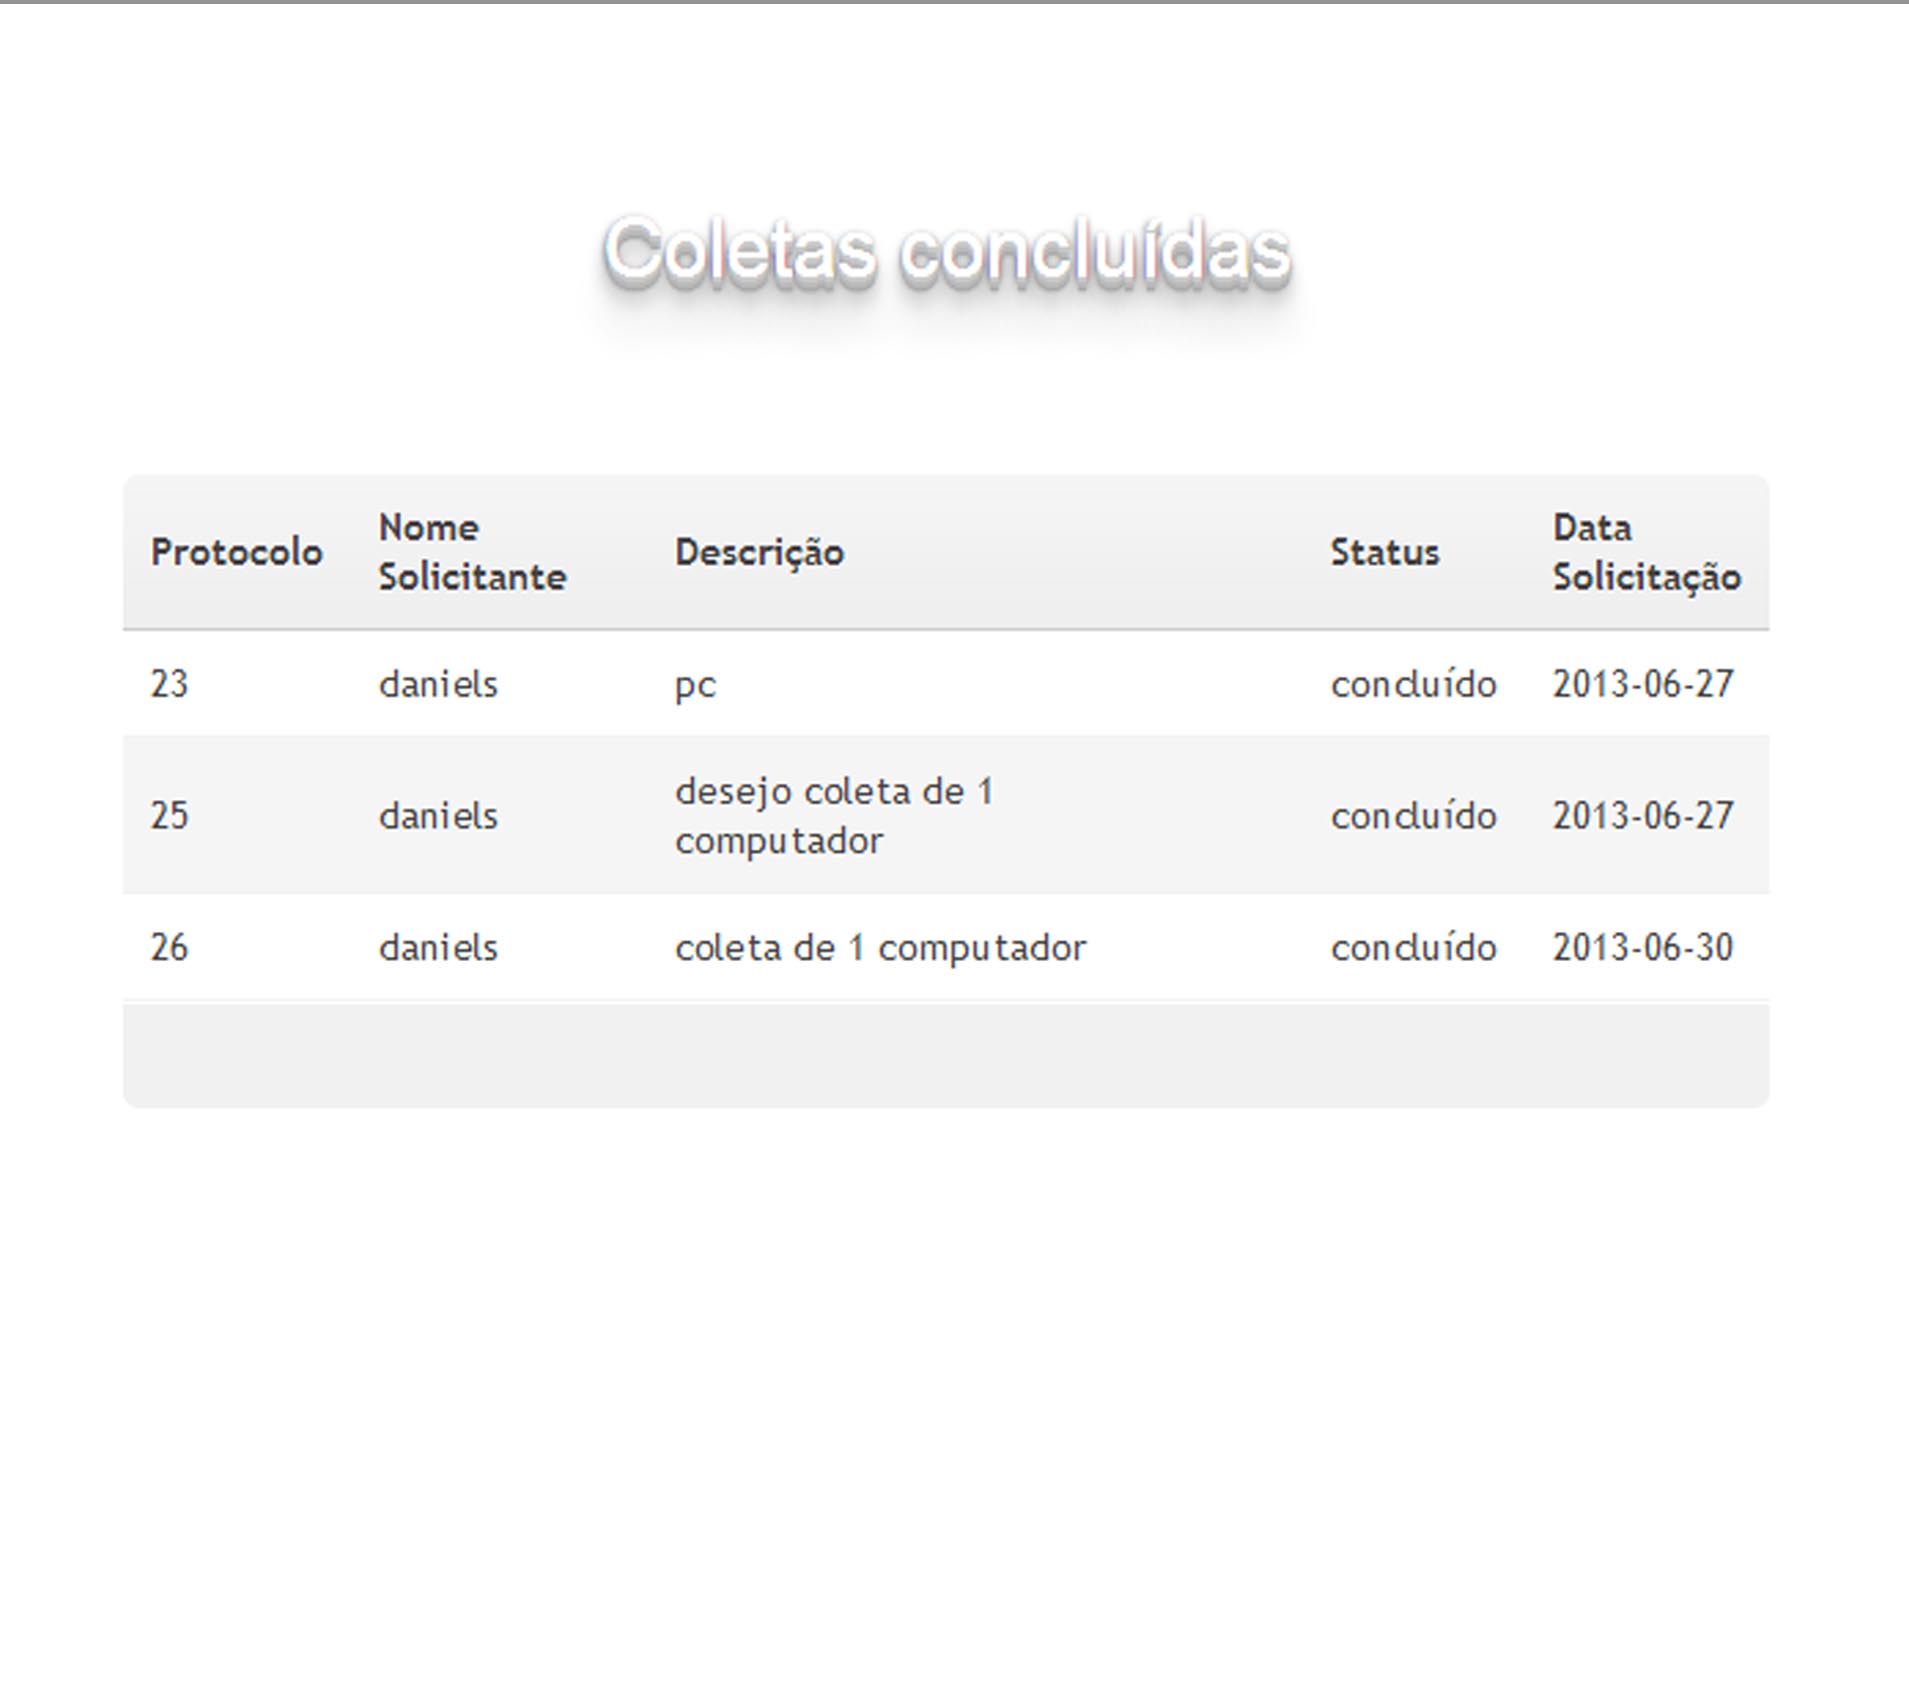 Coletas concluídas
Protocolo Nome Solicitante Descrição Status Data Solicitação
23 daniels pc concluído 2013-06-27
25 daniels desejo coleta de 1 computador concluído 2013-06-27
26 daniels coleta de 1 computador concluído 2013-06-30